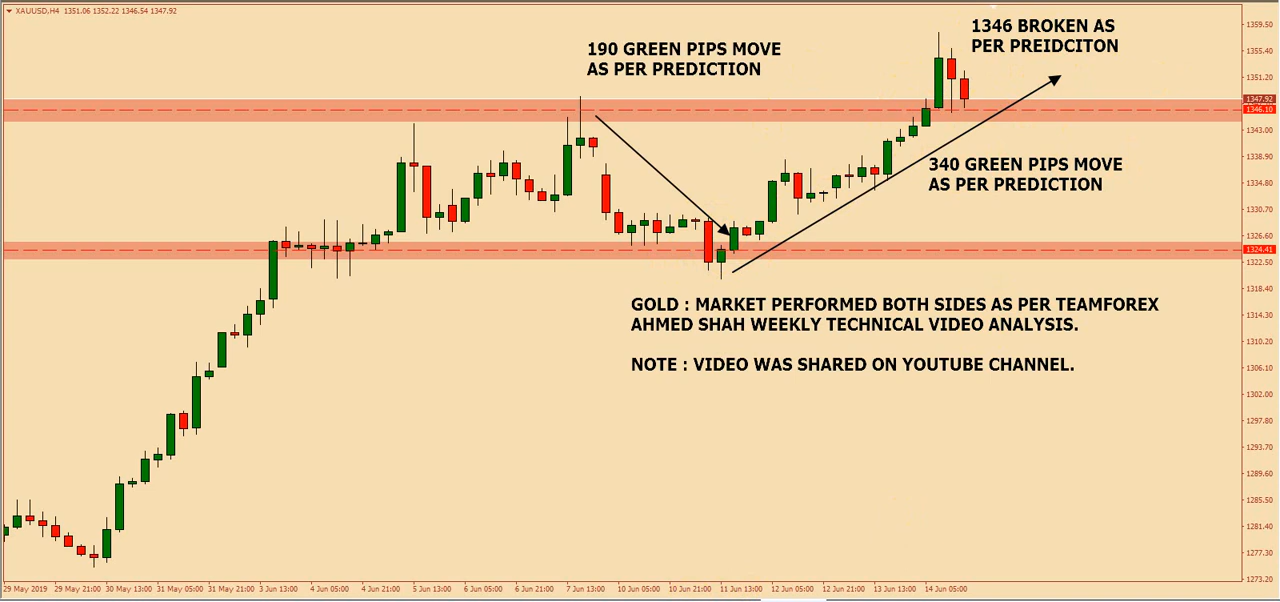 XAUUSD,H4 1351.06 1352.22 1346.54 1347.92
1346 BROKEN AS
PER PREIDCITON
190 GREEN PIPS MOVE
AS PER PREDICTION
340 GREEN PIPS MOVE
AS PER PREDICTION
GOLD : MARKET PERFORMED BOTH SIDES AS PER TEAMFOREX
AHMED SHAH WEEKLY TECHNICAL VIDEO ANALYSIS.
NOTE : VIDEO WAS SHARED ON YOUTUBE CHANNEL.
1359.50
1355.40
1351.20
1347.92
1346.10
1343.00
1338.90
1334.80
1330.70
1326.60
1324.41
1322.50
1318.40
1314.30
1310.20
1306.10
1302.00
1297.80
1293.70
1289.60
1285.50
1281.40
1277.30
1273.20
29 May 2019 29 May 21:00 30 May 13:00 31 May 05:00 31 May 21:00 3 Jun 13:00 4 Jun 05:00 4 Jun 21:00 5 Jun 13:00 6 Jun 05:00 6 Jun 21:00 7 Jun 13:00 10 Jun 05:00 10 Jun 21:00 11 Jun 13:00 12 Jun 05:00 12 Jun 21:00 13 Jun 13:00 14 Jun 05:00